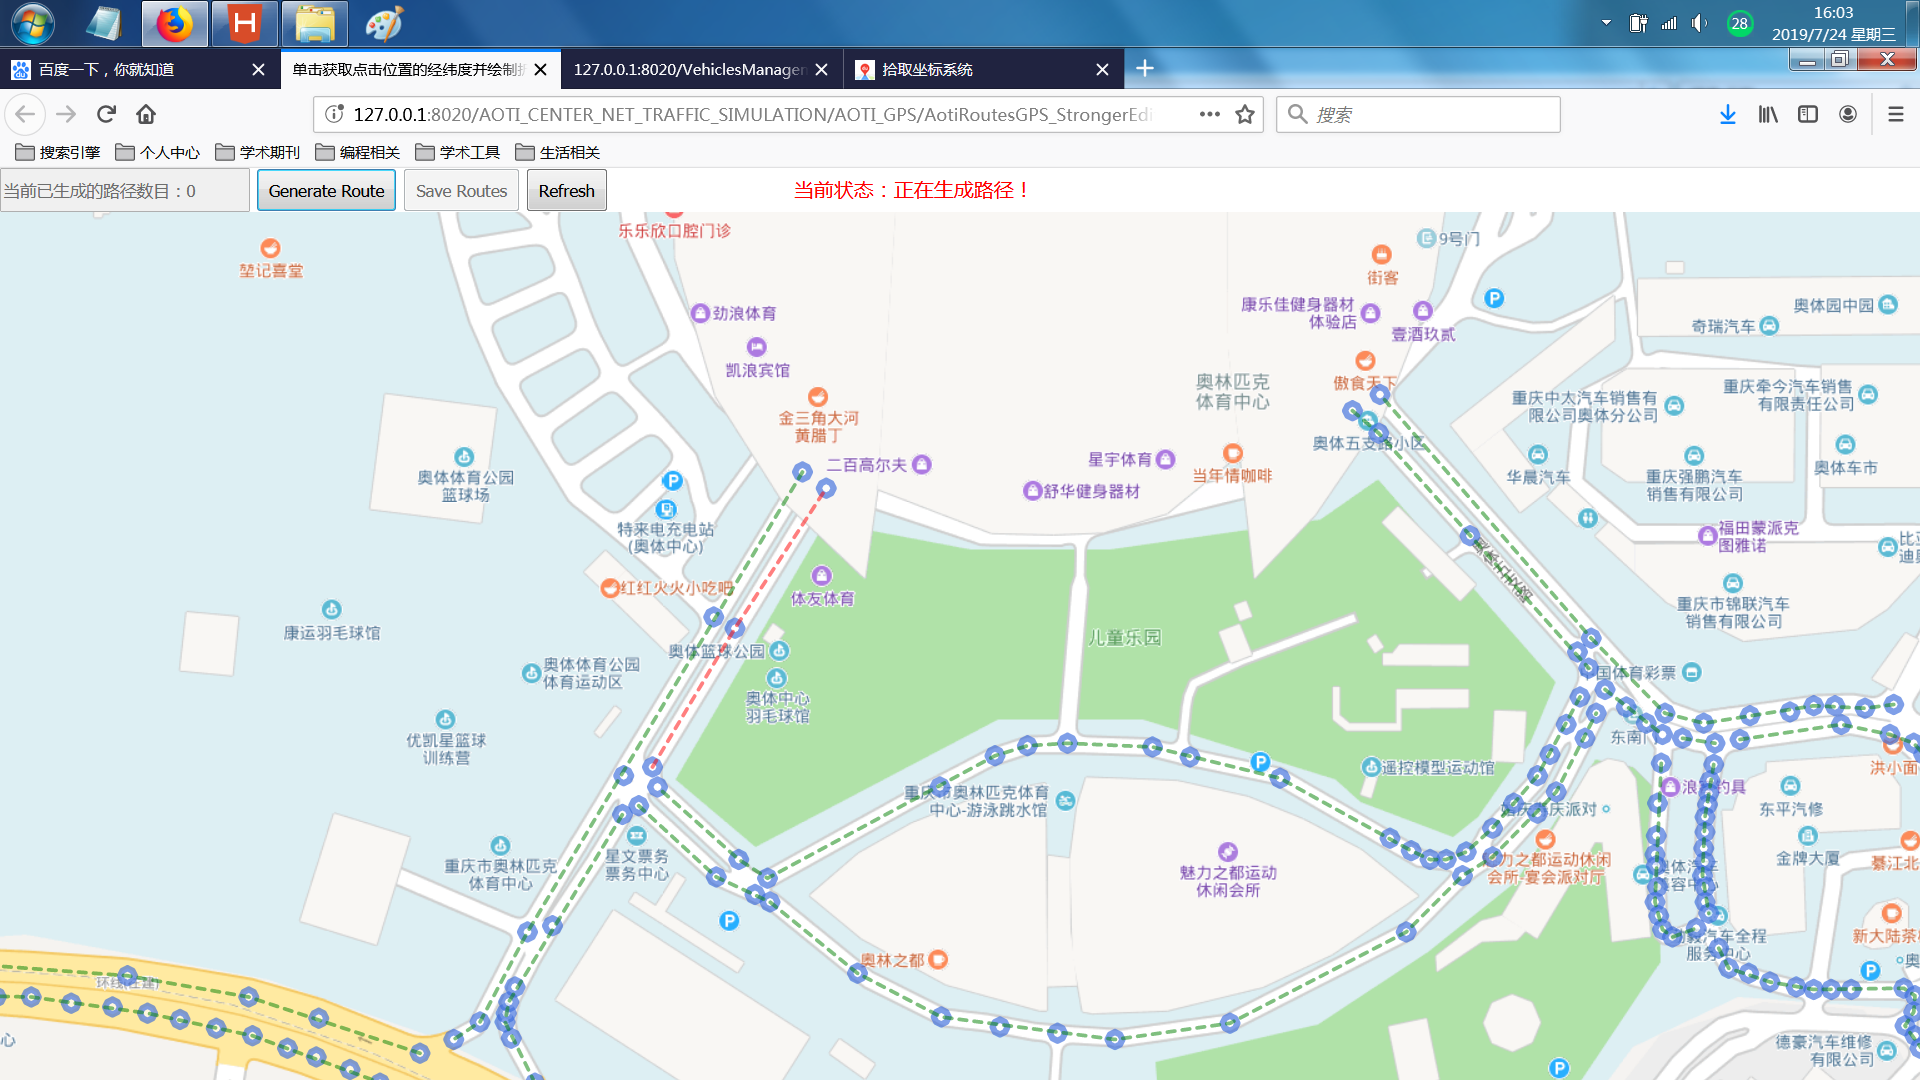 16:03
28
2019/7/24 星期三
百度一下，你就知道
单击获取点击位置的经纬度并绘制折
127.0.0.1:8020/VehiclesManagem
拾取坐标系统
127.0.0.1:8020/AOTI_CENTER_NET_TRAFFIC_SIMULATION/AOTI_GPS/AotiRoutesGPS_StrongerEdi
搜索
搜索引擎
个人中心
学术期刊
编程相关
学术工具
生活相关
当前已生成的路径数目：0
Generate Route
Save Routes
Refresh
当前状态：正在生成路径！
乐乐欣口腔门诊
堃记喜堂
9号门
街客
劲浪体育
康乐佳健身器材
体验店
壹酒玖贰
奥体园中园
奇瑞汽车
凯浪宾馆
傲食天下
奥林匹克
体育中心
重庆中太汽车销售有
限公司奥体分公司
重庆牵今汽车销售
有限责任公司
金三角大河
黄腊丁
奥体五支路小区
二百高尔夫
星宇体育
当年情咖啡
舒华健身器材
华晨汽车
重庆强鹏汽车
销售有限公司
奥体车市
奥体体育公园
篮球场
特来电充电站
(奥体中心)
福田蒙派克
图雅诺
比亚
迪奥
奥体五支路
红红火火小吃吧
体友体育
重庆市锦联汽车
销售有限公司
康运羽毛球馆
儿童乐园
奥体篮球公园
奥体体育公园
体育运动区
奥体中心
羽毛球馆
中国体育彩票
优凯星篮球
训练营
东南门
遥控模型运动馆
洪小面
重庆市奥林匹克体育
中心-游泳跳水馆
东平汽修
重庆市奥林匹克
体育中心
星文票务
票务中心
魅力之都运动
休闲会所
魅力之都运动休闲
会所-宴会派对厅
金牌大厦
綦江北
奥林之都
新大陆茶楼
汽车全程
服务中心
环线(在建)
德豪汽车维修
有限公司
心